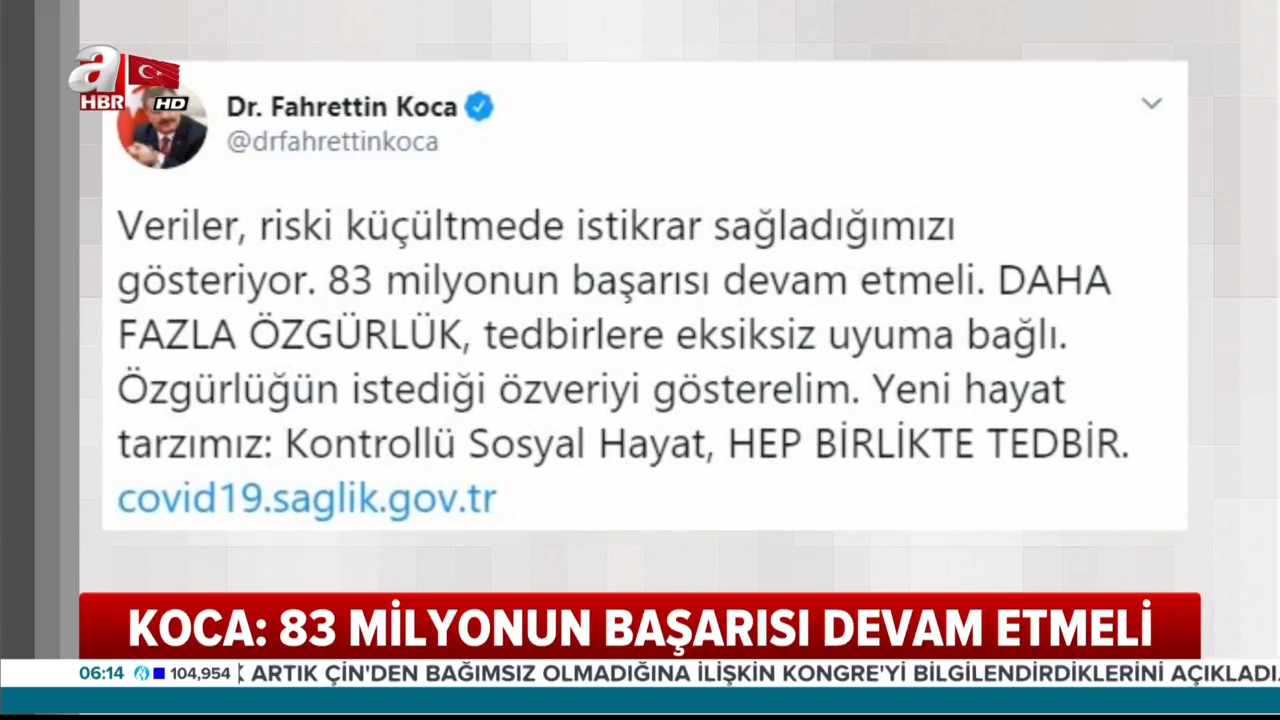 a
HBR
HD
Dr. Fahrettin Koca
@drfahrettinkoca
Veriler, riski küçültmede istikrar sağladığımızı
gösteriyor. 83 milyonun başarısı devam etmeli. DAHA
FAZLA ÖZGÜRLÜK, tedbirlere eksiksiz uyuma bağlı.
Özgürlüğün istediği özveriyi gösterelim. Yeni hayat
tarzımız: Kontrollü Sosyal Hayat, HEP BİRLİKTE TEDBİR.
covid19.saglik.gov.tr
KOCA: 83 MİLYONUN BAŞARISI DEVAM ETMELİ
06:14 104,954 ARTIK ÇİN'DEN BAĞIMSIZ OLMADIĞINA İLİŞKİN KONGRE'Yİ BİLGİLENDİRDİKLERİNİ AÇIKLADI.